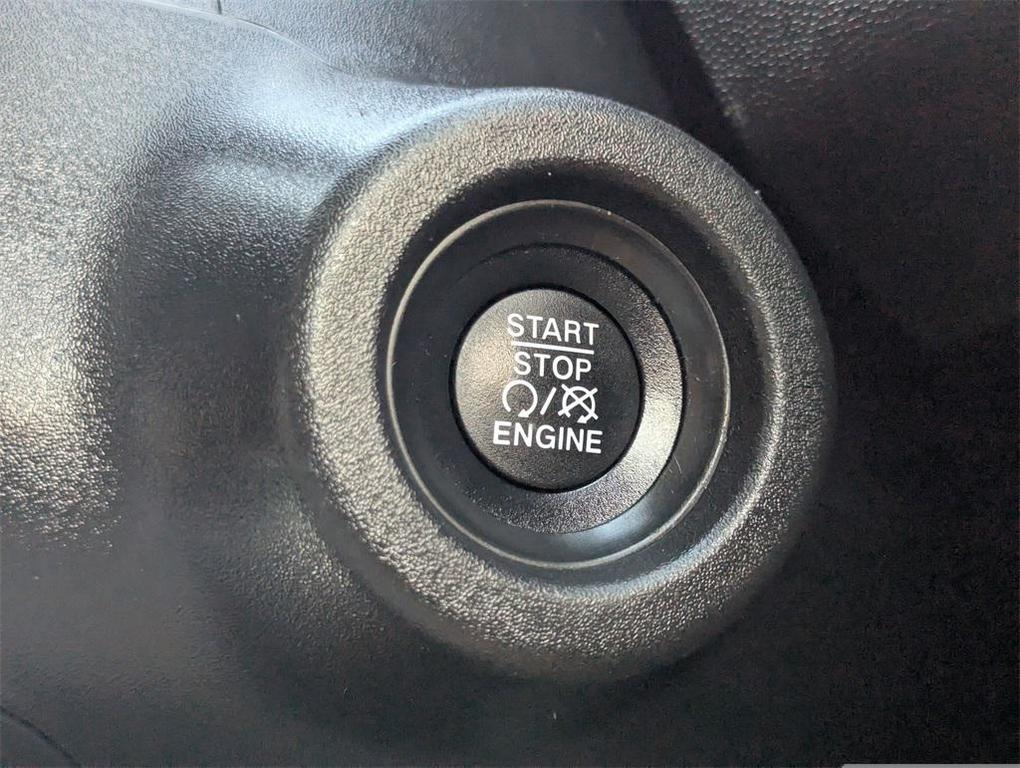 START
STOP
/
ENGINE